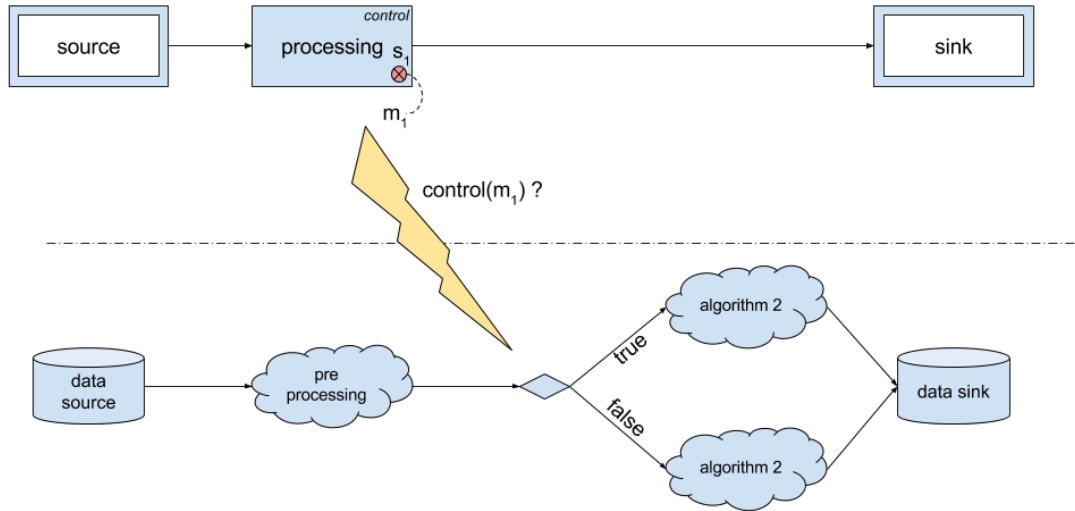 control
source
processing
sink
s₁
m₁
control(m₁) ?
algorithm 2
true
data
source
pre
processing
data sink
false
algorithm 2